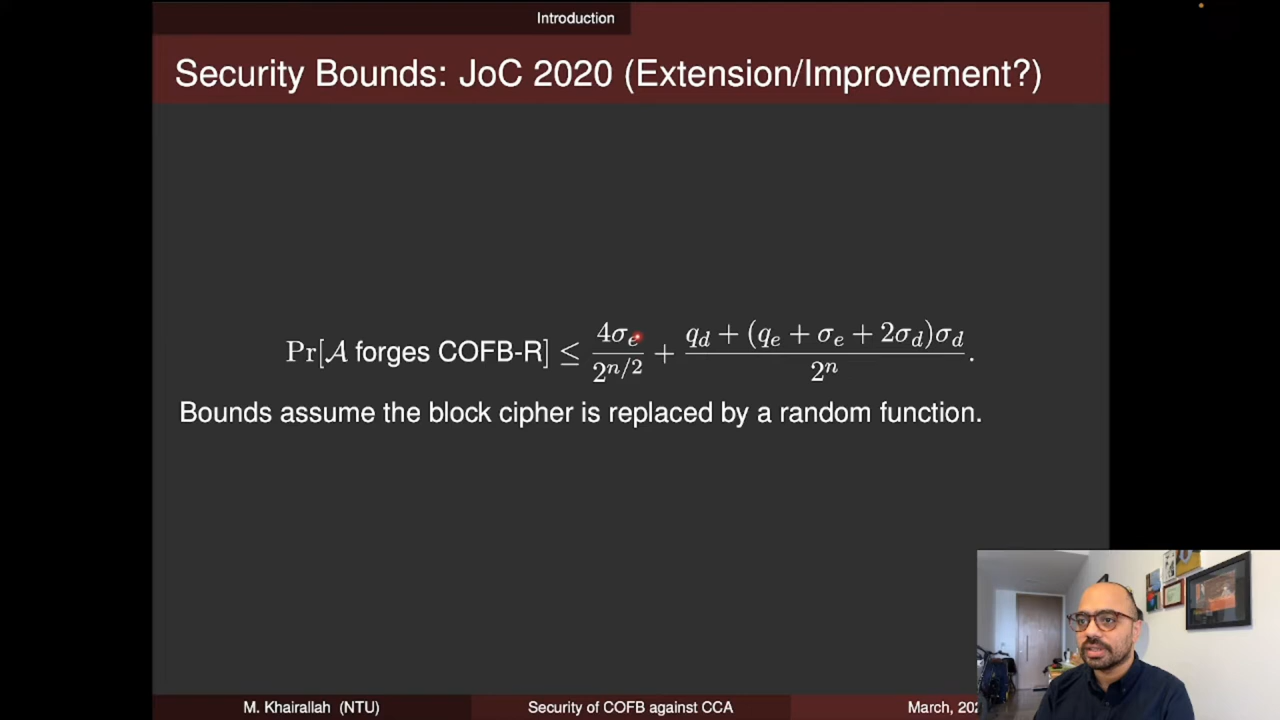 Introduction
Security Bounds: JoC 2020 (Extension/Improvement?)
Pr[𝒜 forges COFB-R] ≤ 4σ_e / 2^{n/2} + (q_d + (q_e + σ_e + 2σ_d)σ_d) / 2^n .
Bounds assume the block cipher is replaced by a random function.
M. Khairallah (NTU) Security of COFB against CCA March,